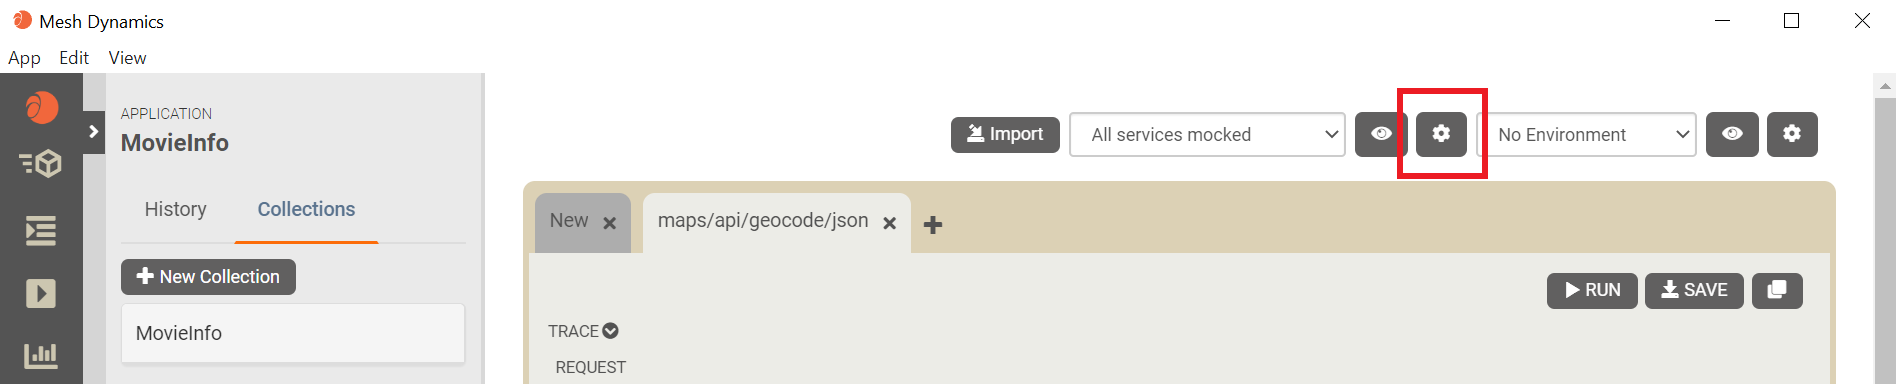 Mesh Dynamics
App Edit View
APPLICATION
MovieInfo
Import All services mocked No Environment
History Collections
New maps/api/geocode/json
New Collection
RUN SAVE
MovieInfo
TRACE
REQUEST